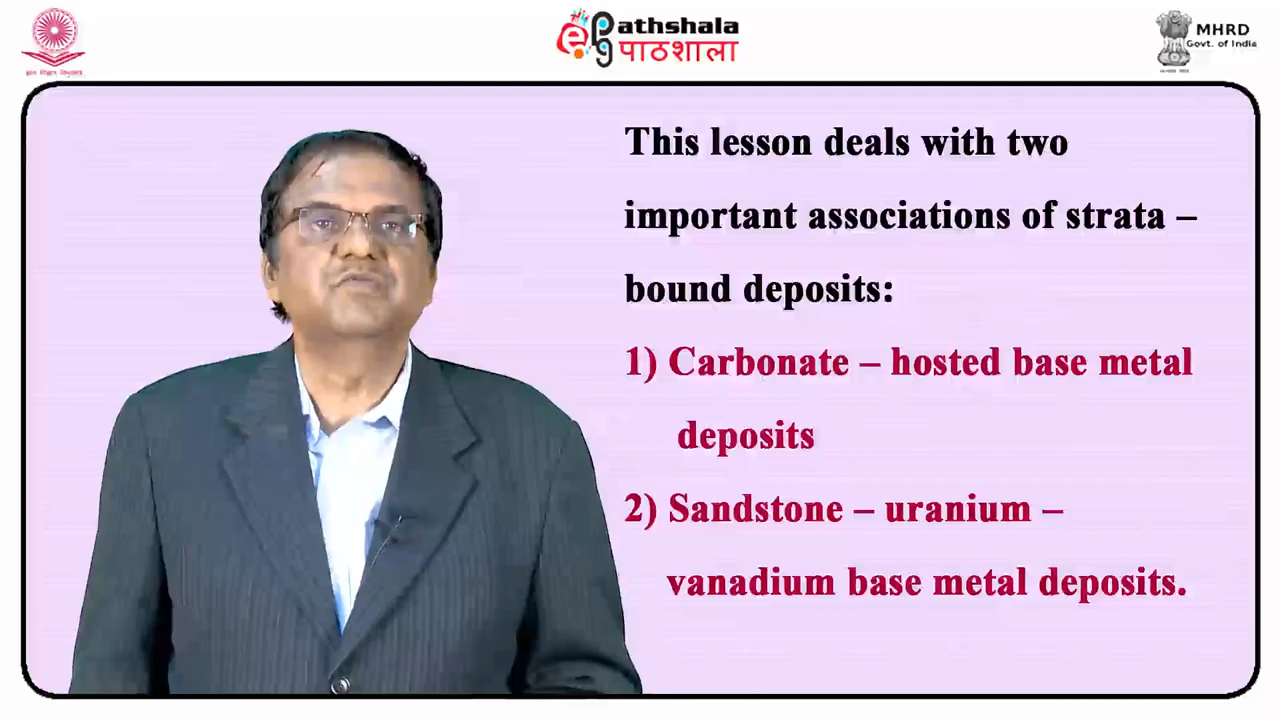 ePathshala
पाठशाला
MHRD
Govt. of India
This lesson deals with two
important associations of strata –
bound deposits:
1) Carbonate – hosted base metal
deposits
2) Sandstone – uranium –
vanadium base metal deposits.